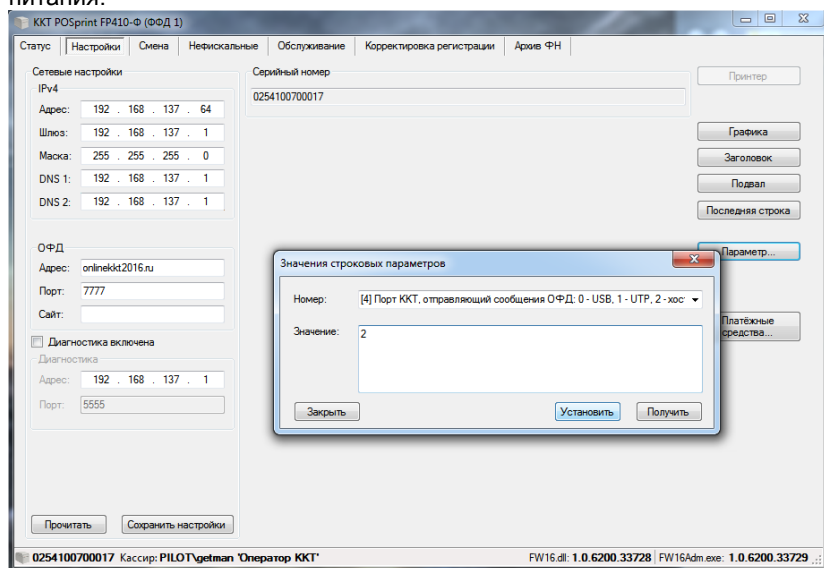 питания.
ККТ POSprint FP410-Ф (ФФД 1)
Статус Настройки Смена Нефискальные Обслуживание Корректировка регистрации Архив ФН
Сетевые настройки
IPv4
Адрес: 192 . 168 . 137 . 64
Шлюз: 192 . 168 . 137 . 1
Маска: 255 . 255 . 255 . 0
DNS 1: 192 . 168 . 137 . 1
DNS 2: 192 . 168 . 137 . 1
ОФД
Адрес: onlinekkt2016.ru
Порт: 7777
Сайт:
Диагностика включена
Диагностика
Адрес: 192 . 168 . 137 . 1
Порт: 5555
Прочитать Сохранить настройки
Серийный номер
0254100700017
Принтер
Графика
Заголовок
Подвал
Последняя строка
Параметр...
Платёжные
средства...
Значения строковых параметров
Номер: [4] Порт ККТ, отправляющий сообщения ОФД: 0 - USB, 1 - UTP, 2 - хос
Значение: 2
Закрыть Установить Получить
0254100700017 Кассир: PILOT\getman 'Оператор ККТ' FW16.dll: 1.0.6200.33728 FW16Adm.exe: 1.0.6200.33729